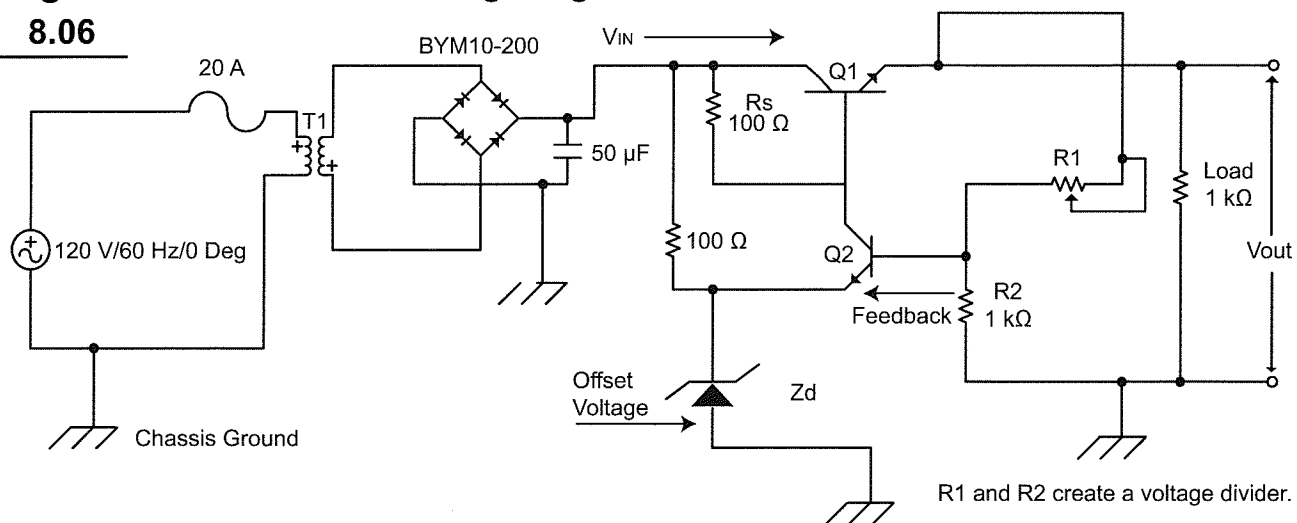 8.06
BYM10-200
VIN
20 A
T1
50 µF
Rs
100 Ω
Q1
R1
Load
1 kΩ
120 V/60 Hz/0 Deg
100 Ω
Q2
Vout
Feedback
R2
1 kΩ
Offset
Voltage
Zd
Chassis Ground
R1 and R2 create a voltage divider.